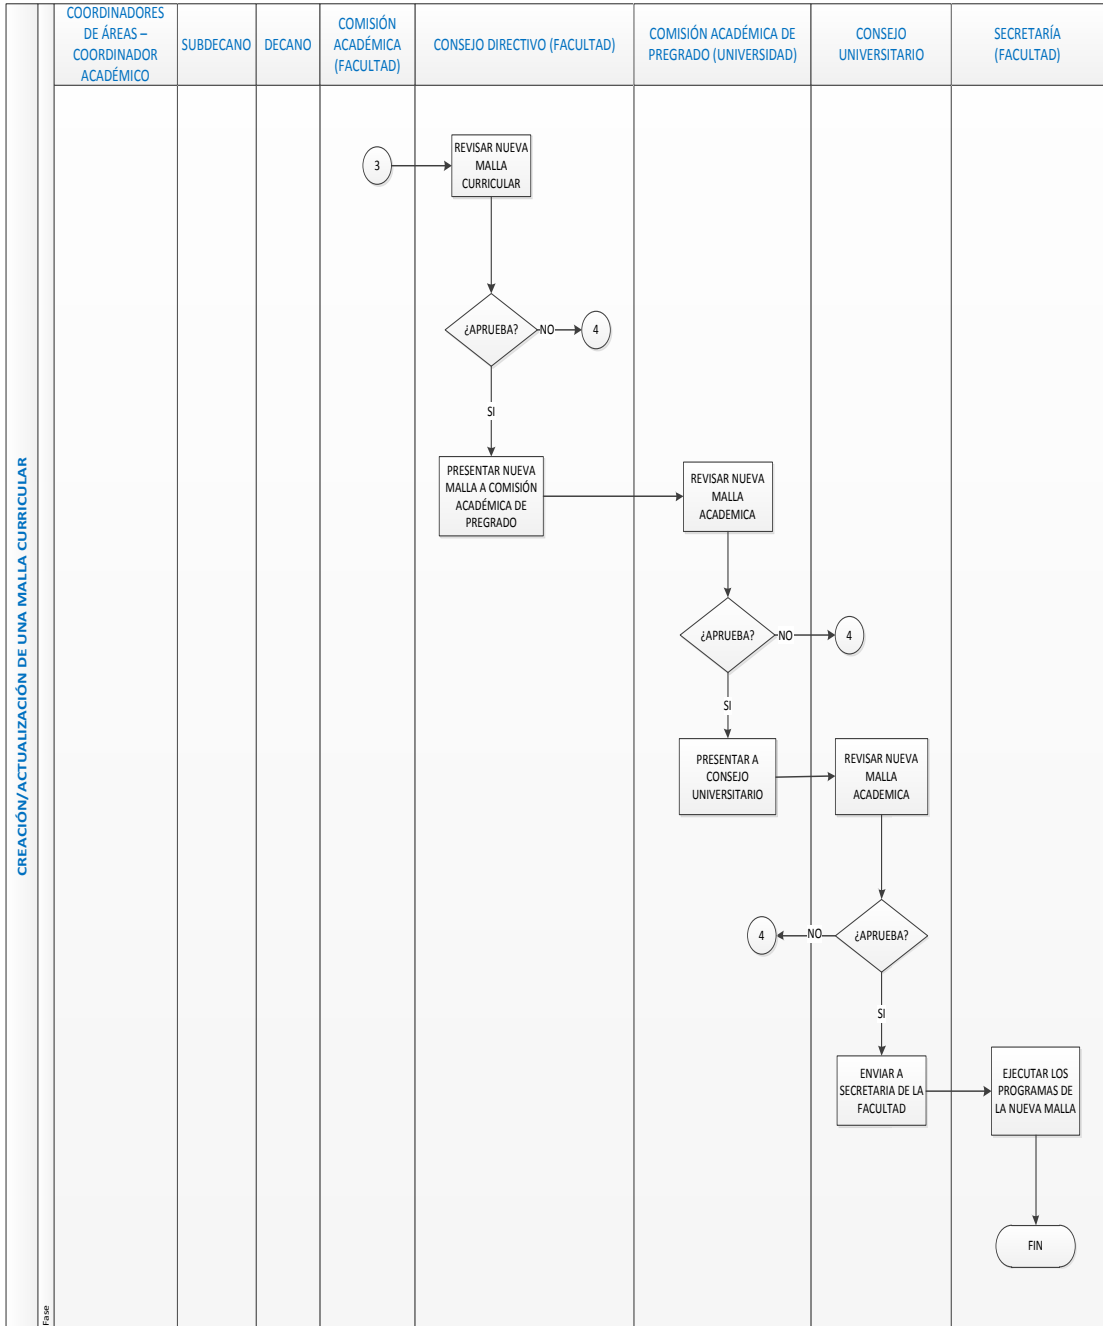 COORDINADORES
DE ÁREAS –
COORDINADOR
ACADÉMICO
SUBDECANO
DECANO
COMISIÓN
ACADÉMICA
(FACULTAD)
CONSEJO DIRECTIVO (FACULTAD)
COMISIÓN ACADÉMICA DE
PREGRADO (UNIVERSIDAD)
CONSEJO
UNIVERSITARIO
SECRETARÍA
(FACULTAD)
CREACIÓN/ACTUALIZACIÓN DE UNA MALLA CURRICULAR
Fase
3
REVISAR NUEVA
MALLA
CURRICULAR
¿APRUEBA?
NO
4
SI
PRESENTAR NUEVA
MALLA A COMISIÓN
ACADÉMICA DE
PREGRADO
REVISAR NUEVA
MALLA
ACADEMICA
¿APRUEBA?
NO
4
SI
PRESENTAR A
CONSEJO
UNIVERSITARIO
REVISAR NUEVA
MALLA
ACADEMICA
¿APRUEBA?
NO
4
SI
ENVIAR A
SECRETARIA DE LA
FACULTAD
EJECUTAR LOS
PROGRAMAS DE
LA NUEVA MALLA
FIN